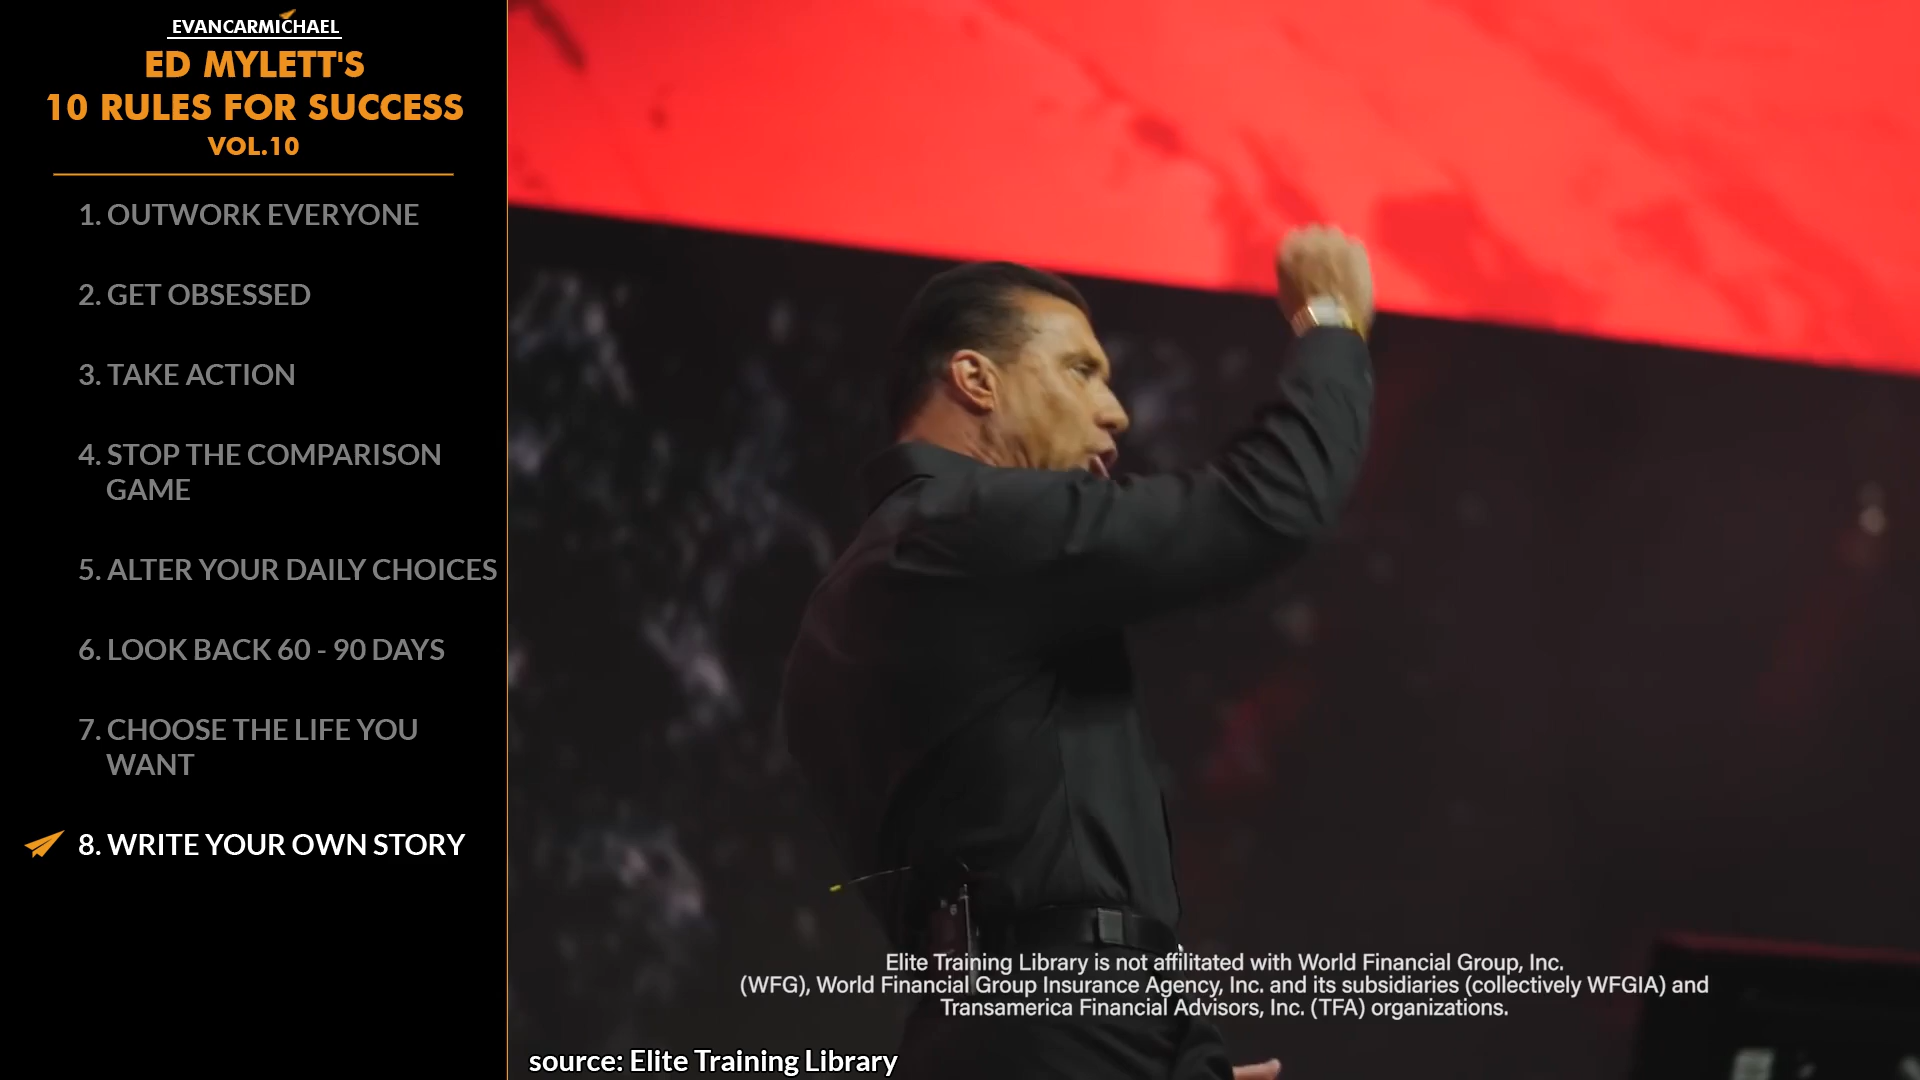 EVANCARMICHAEL
ED MYLETT'S
10 RULES FOR SUCCESS
VOL.10
1. OUTWORK EVERYONE
2. GET OBSESSED
3. TAKE ACTION
4. STOP THE COMPARISON
GAME
5. ALTER YOUR DAILY CHOICES
6. LOOK BACK 60 - 90 DAYS
7. CHOOSE THE LIFE YOU
WANT
8. WRITE YOUR OWN STORY
Elite Training Library is not affilitated with World Financial Group, Inc.
(WFG), World Financial Group Insurance Agency, Inc. and its subsidiaries (collectively WFGIA) and
Transamerica Financial Advisors, Inc. (TFA) organizations.
source: Elite Training Library